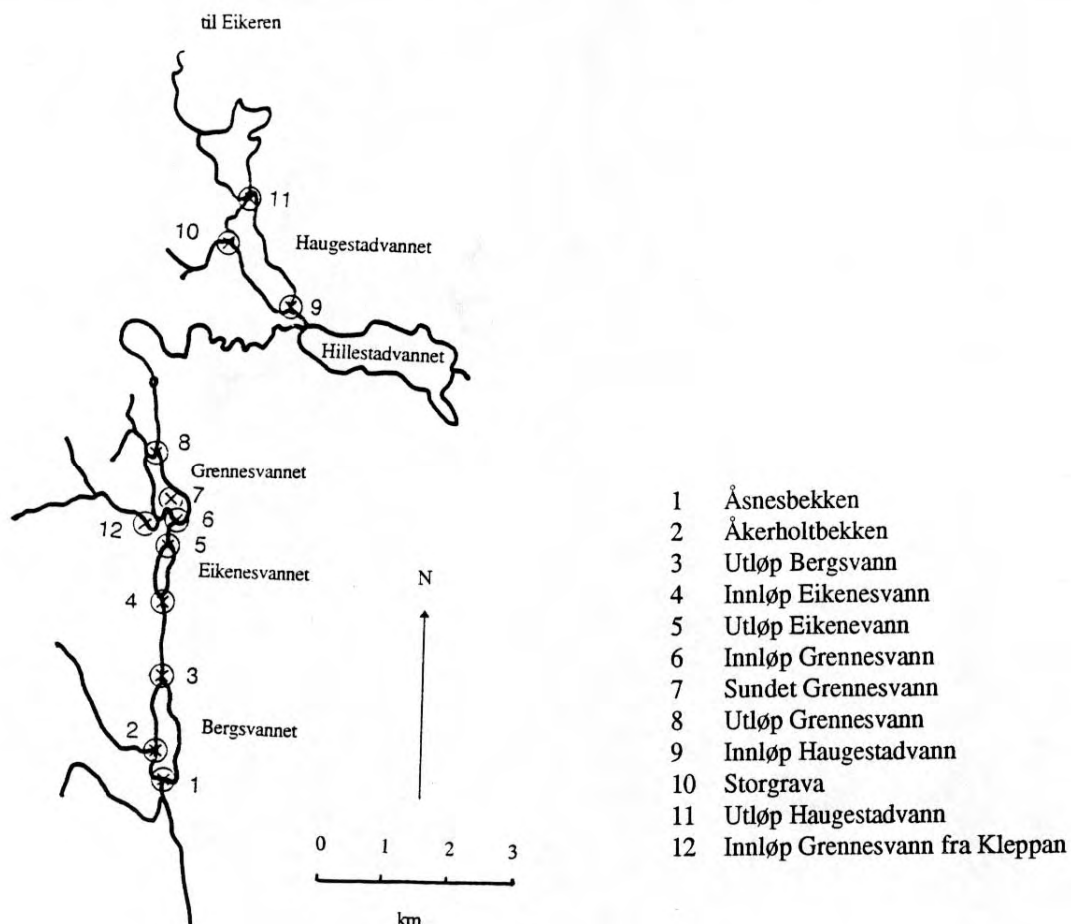 til Eikeren
11
10
Haugestadvannet
9
Hillestadvannet
8
Grennesvannet
7
6
12
5
Eikenesvannet
N
4
3
2
Bergsvannet
1
0 1 2 3
km
1 Åsnesbekken
2 Åkerholtbekken
3 Utløp Bergsvann
4 Innløp Eikenesvann
5 Utløp Eikenevann
6 Innløp Grennesvann
7 Sundet Grennesvann
8 Utløp Grennesvann
9 Innløp Haugestadvann
10 Storgrava
11 Utløp Haugestadvann
12 Innløp Grennesvann fra Kleppan